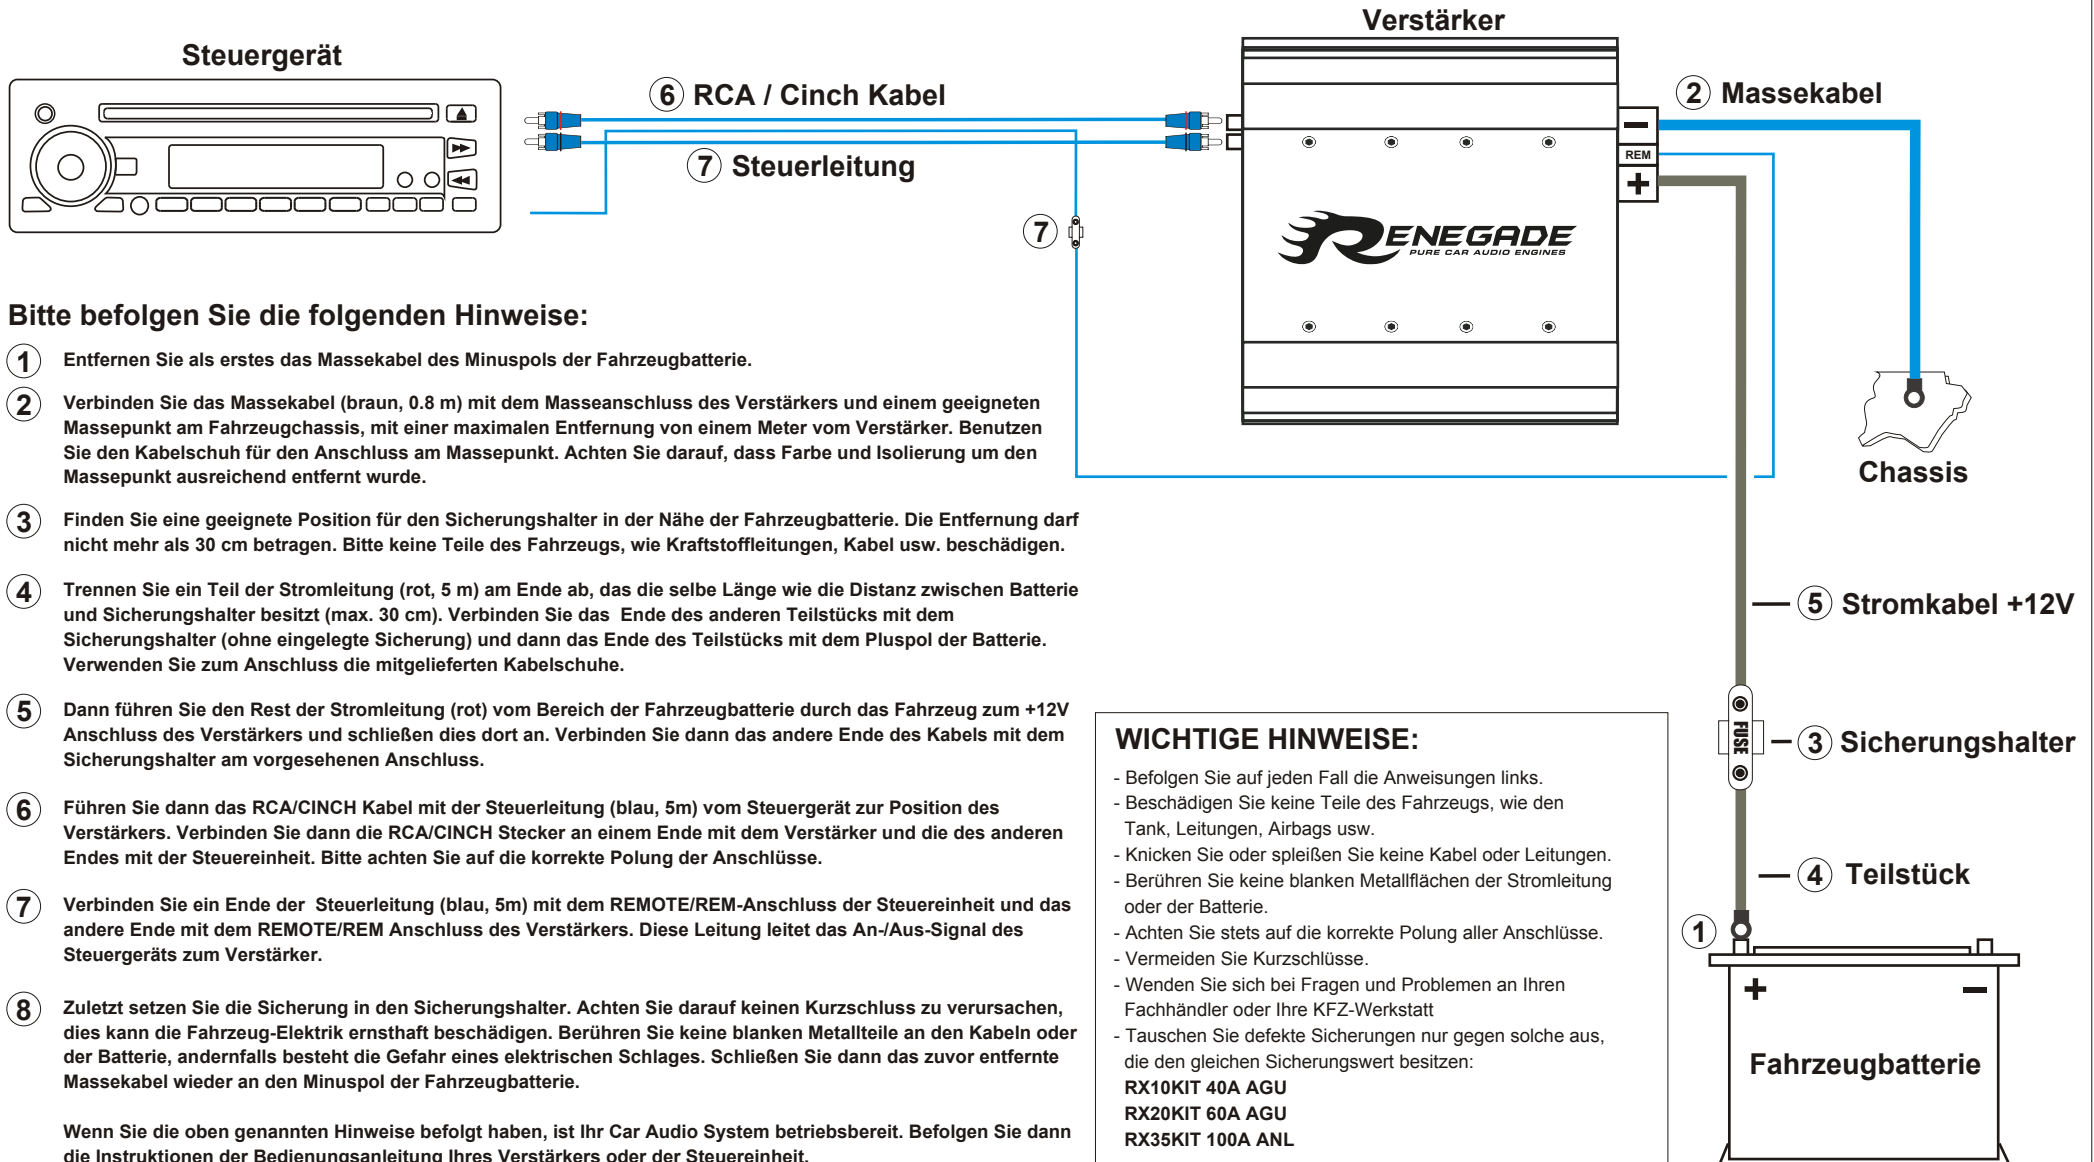 Verstärker
Steuergerät
6 RCA / Cinch Kabel
7 Steuerleitung
7
2 Massekabel
REM
RENEGADE
PURE CAR AUDIO ENGINES
Chassis
5 Stromkabel +12V
FUSE
3 Sicherungshalter
4 Teilstück
1
Fahrzeugbatterie
Bitte befolgen Sie die folgenden Hinweise:
1 Entfernen Sie als erstes das Massekabel des Minuspols der Fahrzeugbatterie.
2 Verbinden Sie das Massekabel (braun, 0.8 m) mit dem Masseanschluss des Verstärkers und einem geeigneten
Massepunkt am Fahrzeugchassis, mit einer maximalen Entfernung von einem Meter vom Verstärker. Benutzen
Sie den Kabelschuh für den Anschluss am Massepunkt. Achten Sie darauf, dass Farbe und Isolierung um den
Massepunkt ausreichend entfernt wurde.
3 Finden Sie eine geeignete Position für den Sicherungshalter in der Nähe der Fahrzeugbatterie. Die Entfernung darf
nicht mehr als 30 cm betragen. Bitte keine Teile des Fahrzeugs, wie Kraftstoffleitungen, Kabel usw. beschädigen.
4 Trennen Sie ein Teil der Stromleitung (rot, 5 m) am Ende ab, das die selbe Länge wie die Distanz zwischen Batterie
und Sicherungshalter besitzt (max. 30 cm). Verbinden Sie das Ende des anderen Teilstücks mit dem
Sicherungshalter (ohne eingelegte Sicherung) und dann das Ende des Teilstücks mit dem Pluspol der Batterie.
Verwenden Sie zum Anschluss die mitgelieferten Kabelschuhe.
5 Dann führen Sie den Rest der Stromleitung (rot) vom Bereich der Fahrzeugbatterie durch das Fahrzeug zum +12V
Anschluss des Verstärkers und schließen dies dort an. Verbinden Sie dann das andere Ende des Kabels mit dem
Sicherungshalter am vorgesehenen Anschluss.
6 Führen Sie dann das RCA/CINCH Kabel mit der Steuerleitung (blau, 5m) vom Steuergerät zur Position des
Verstärkers. Verbinden Sie dann die RCA/CINCH Stecker an einem Ende mit dem Verstärker und die des anderen
Endes mit der Steuereinheit. Bitte achten Sie auf die korrekte Polung der Anschlüsse.
7 Verbinden Sie ein Ende der Steuerleitung (blau, 5m) mit dem REMOTE/REM-Anschluss der Steuereinheit und das
andere Ende mit dem REMOTE/REM Anschluss des Verstärkers. Diese Leitung leitet das An-/Aus-Signal des
Steuergeräts zum Verstärker.
8 Zuletzt setzen Sie die Sicherung in den Sicherungshalter. Achten Sie darauf keinen Kurzschluss zu verursachen,
dies kann die Fahrzeug-Elektrik ernsthaft beschädigen. Berühren Sie keine blanken Metallteile an den Kabeln oder
der Batterie, andernfalls besteht die Gefahr eines elektrischen Schlages. Schließen Sie dann das zuvor entfernte
Massekabel wieder an den Minuspol der Fahrzeugbatterie.
Wenn Sie die oben genannten Hinweise befolgt haben, ist Ihr Car Audio System betriebsbereit. Befolgen Sie dann
die Instruktionen der Bedienungsanleitung Ihres Verstärkers oder der Steuereinheit.
WICHTIGE HINWEISE:
- Befolgen Sie auf jeden Fall die Anweisungen links.
- Beschädigen Sie keine Teile des Fahrzeugs, wie den
Tank, Leitungen, Airbags usw.
- Knicken Sie oder spleißen Sie keine Kabel oder Leitungen.
- Berühren Sie keine blanken Metallflächen der Stromleitung
oder der Batterie.
- Achten Sie stets auf die korrekte Polung aller Anschlüsse.
- Vermeiden Sie Kurzschlüsse.
- Wenden Sie sich bei Fragen und Problemen an Ihren
Fachhändler oder Ihre KFZ-Werkstatt
- Tauschen Sie defekte Sicherungen nur gegen solche aus,
die den gleichen Sicherungswert besitzen:
RX10KIT 40A AGU
RX20KIT 60A AGU
RX35KIT 100A ANL